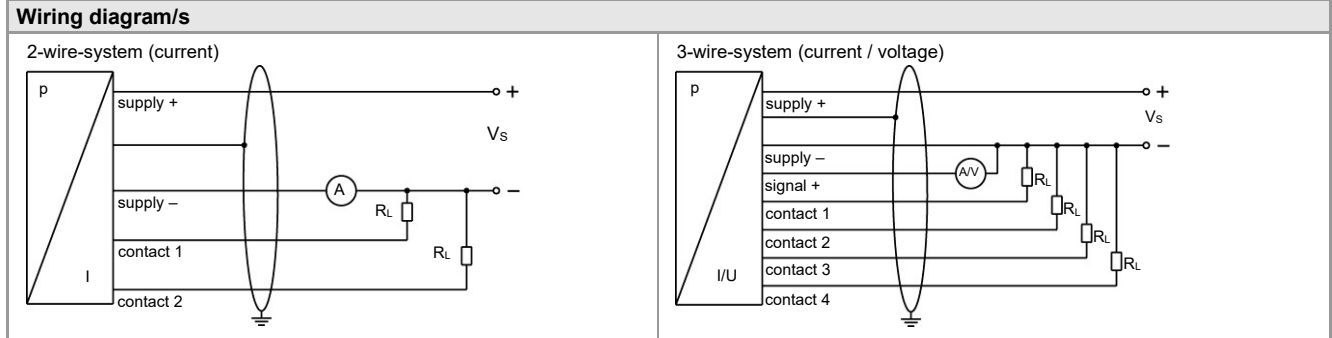 Wiring diagram/s
2-wire-system (current)
p
supply +
+
VS
supply –
A
–
RL
contact 1
RL
I
contact 2
3-wire-system (current / voltage)
p
supply +
+
VS
–
supply –
A/V
signal +
RL
contact 1
RL
contact 2
RL
contact 3
RL
I/U
contact 4